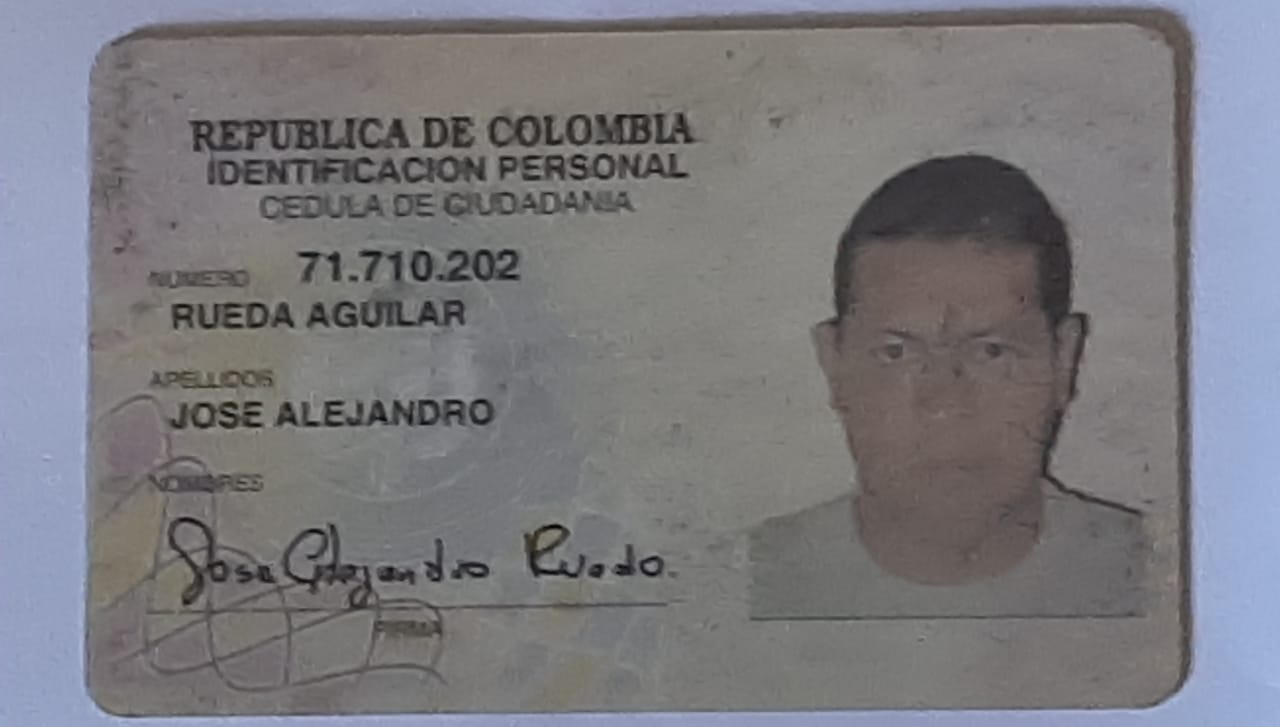 REPUBLICA DE COLOMBIA
IDENTIFICACION PERSONAL
CEDULA DE CIUDADANIA
NUMERO 71.710.202
RUEDA AGUILAR
APELLIDOS
JOSE ALEJANDRO
NOMBRES
Jose Alejandro Rueda.
FIRMA